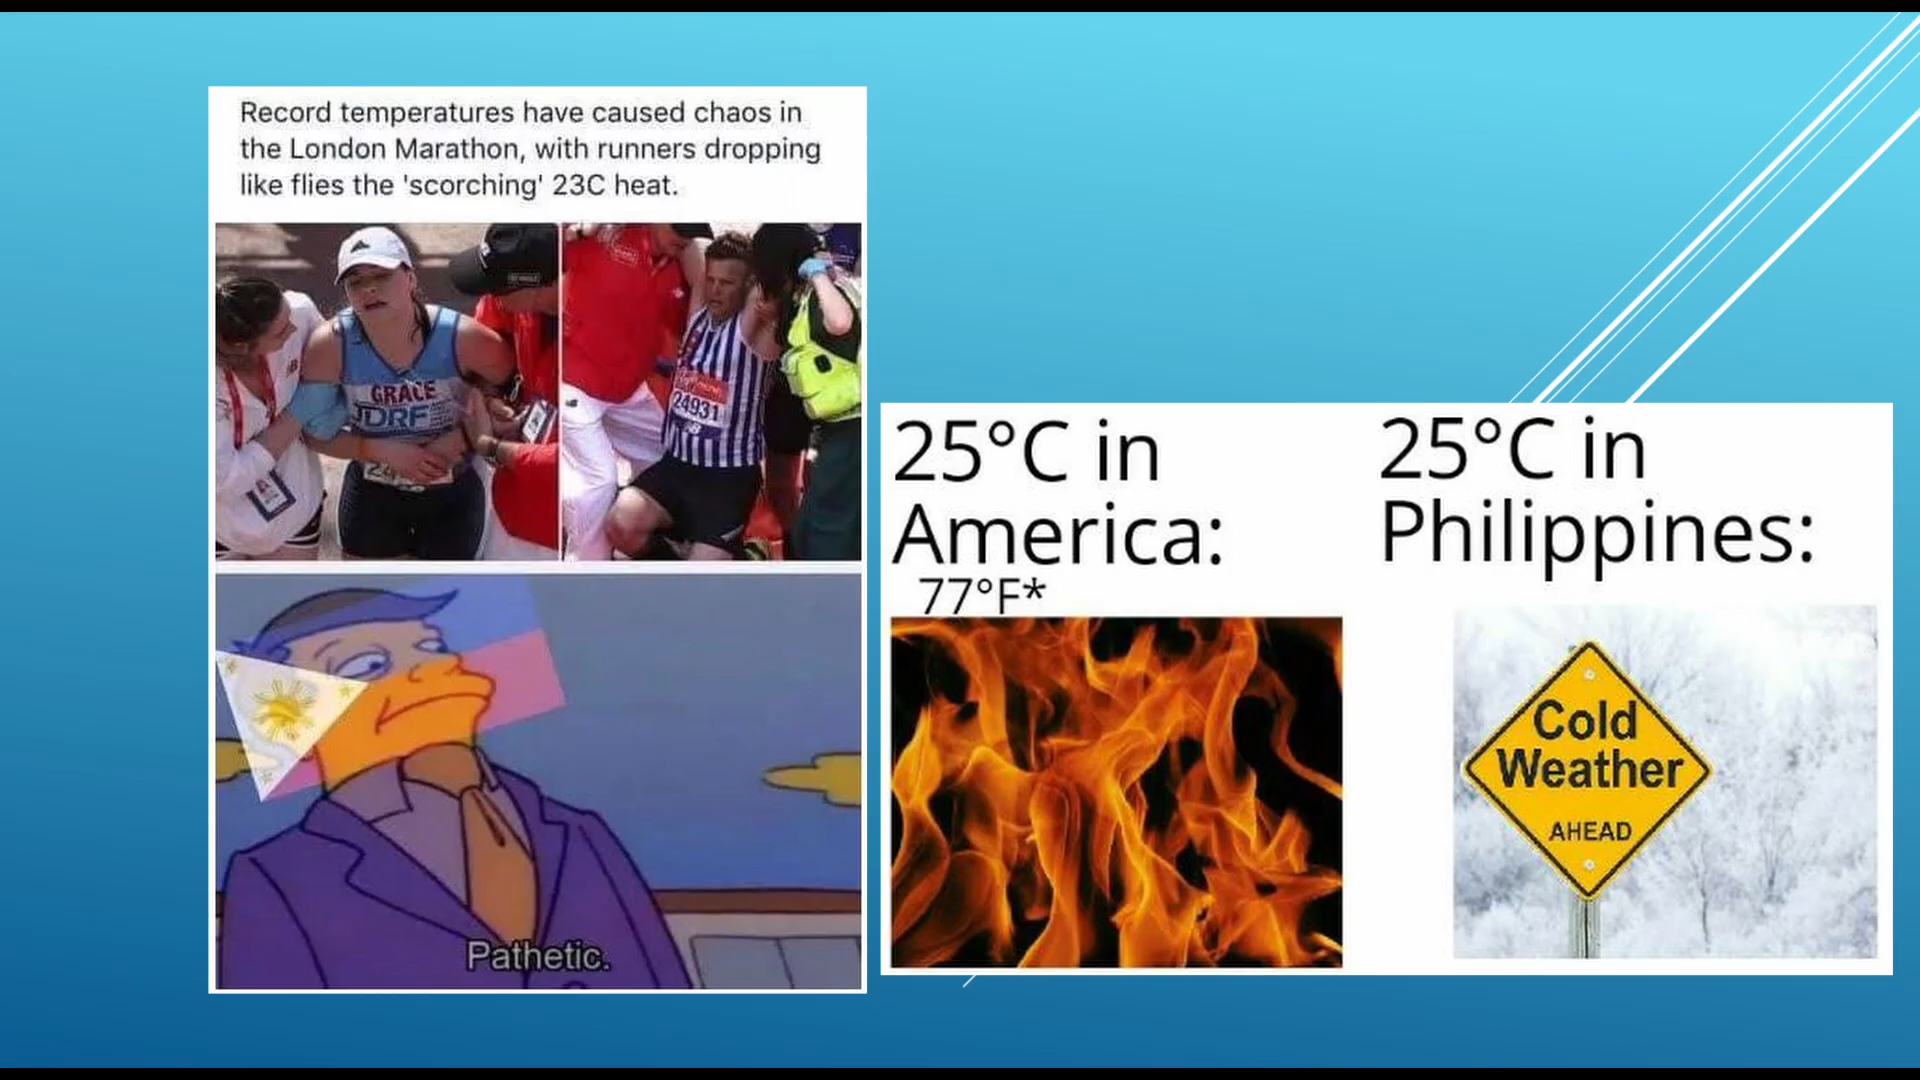 Record temperatures have caused chaos in
the London Marathon, with runners dropping
like flies the 'scorching' 23C heat.
GRACE
JDRF
24931
Pathetic.
25°C in
America:
77°F*
25°C in
Philippines:
Cold
Weather
AHEAD